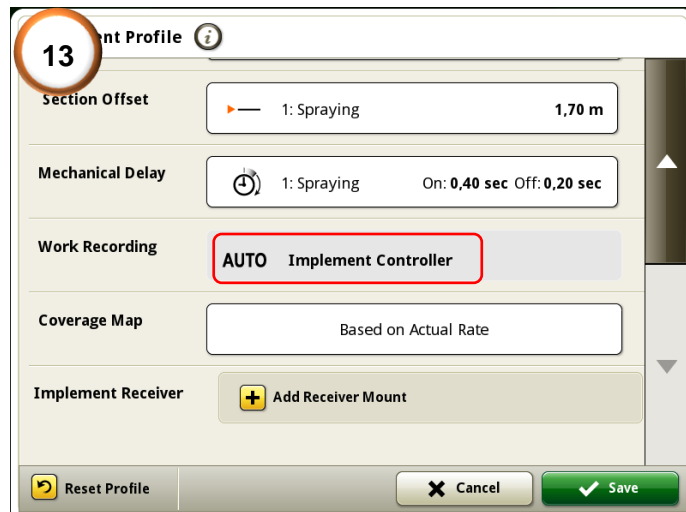 13
ent Profile i
Section Offset
1: Spraying 1,70 m
Mechanical Delay
1: Spraying On: 0,40 sec Off: 0,20 sec
Work Recording
AUTO Implement Controller
Coverage Map
Based on Actual Rate
Implement Receiver
Add Receiver Mount
Reset Profile
Cancel
Save